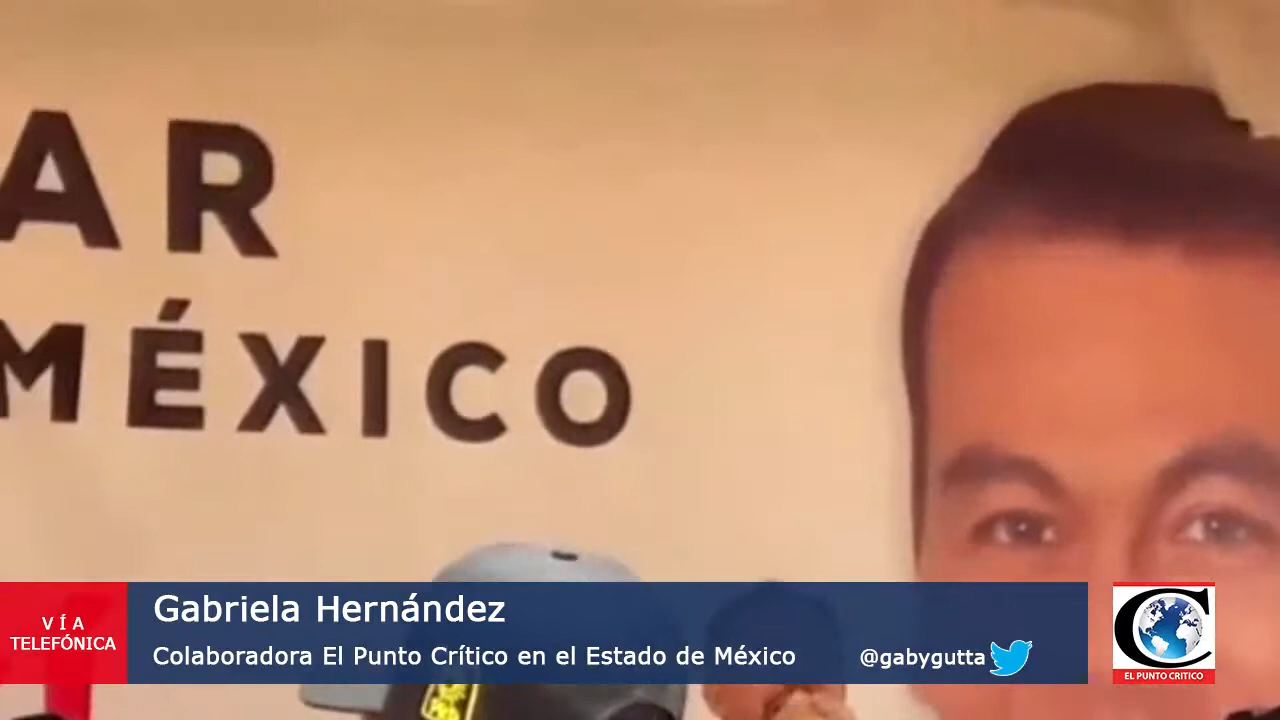 AR
MÉXICO
VÍA
TELEFÓNICA
Gabriela Hernández
Colaboradora El Punto Crítico en el Estado de México
@gabygutta
C
EL PUNTO CRITICO